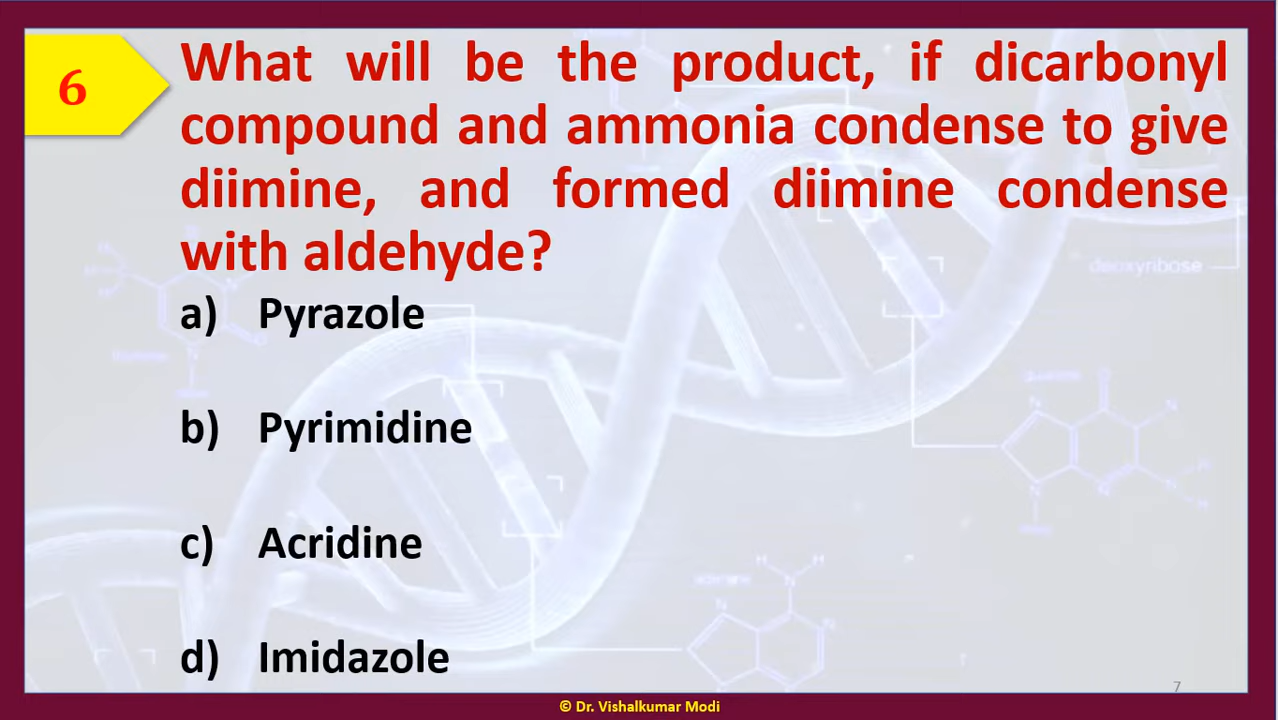 6
What will be the product, if dicarbonyl
compound and ammonia condense to give
diimine, and formed diimine condense
with aldehyde?
a) Pyrazole
b) Pyrimidine
c) Acridine
d) Imidazole
deoxyribose
7
© Dr. Vishalkumar Modi